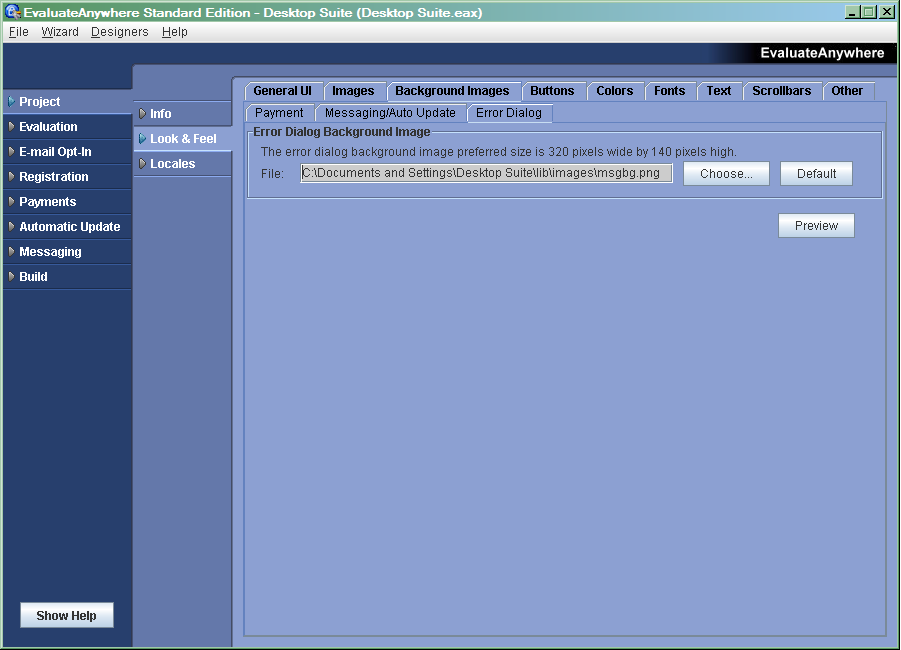 EvaluateAnywhere Standard Edition - Desktop Suite (Desktop Suite.eax)
File Wizard Designers Help
EvaluateAnywhere
Project
Evaluation
E-mail Opt-In
Registration
Payments
Automatic Update
Messaging
Build
Show Help
Info
Look & Feel
Locales
General UI Images Background Images Buttons Colors Fonts Text Scrollbars Other
Payment Messaging/Auto Update Error Dialog
Error Dialog Background Image
The error dialog background image preferred size is 320 pixels wide by 140 pixels high.
File: C:\Documents and Settings\Desktop Suite\lib\images\msgbg.png Choose... Default
Preview